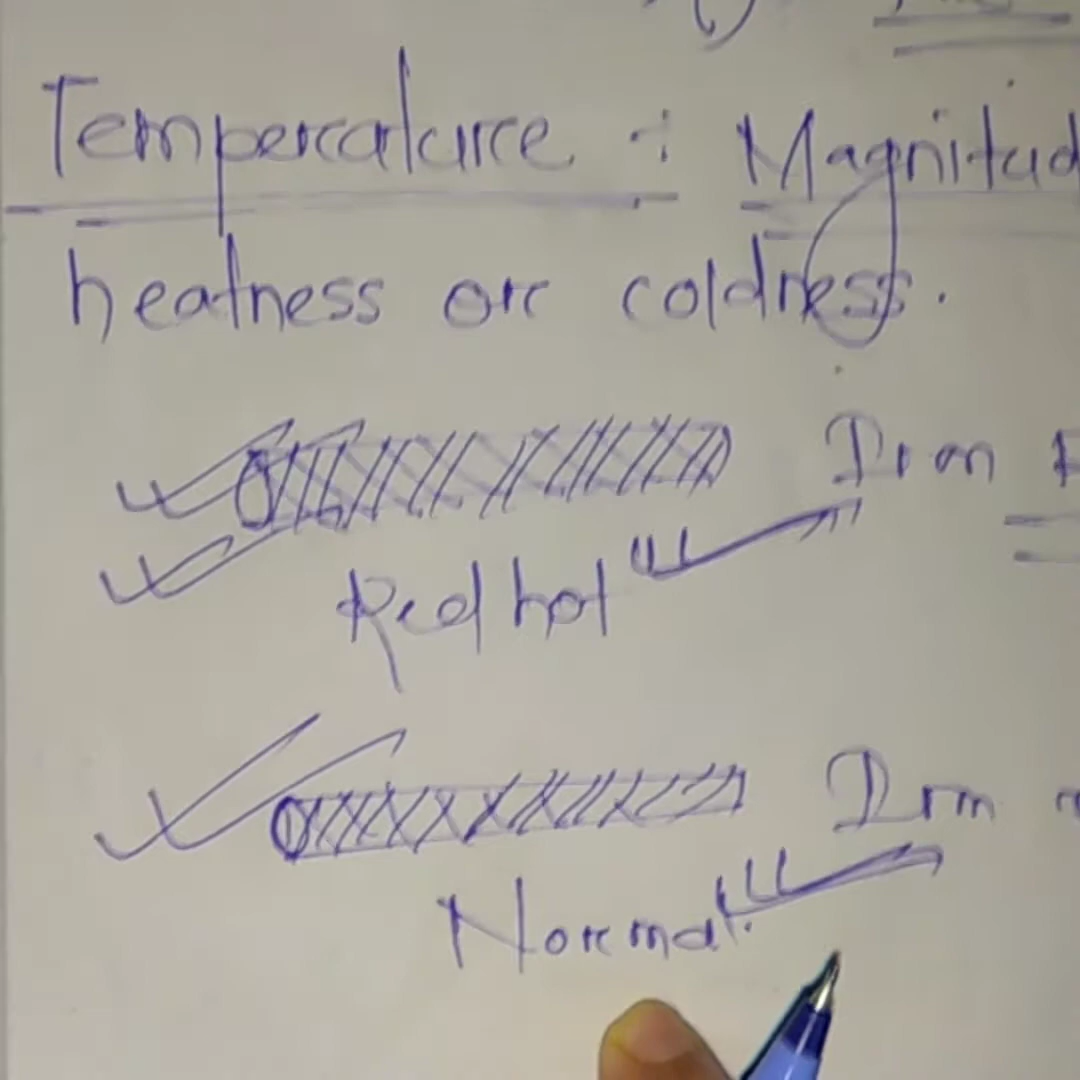 Temperature : Magnitud
heatness or coldness.
Iron
Red hot
Iron
Normal